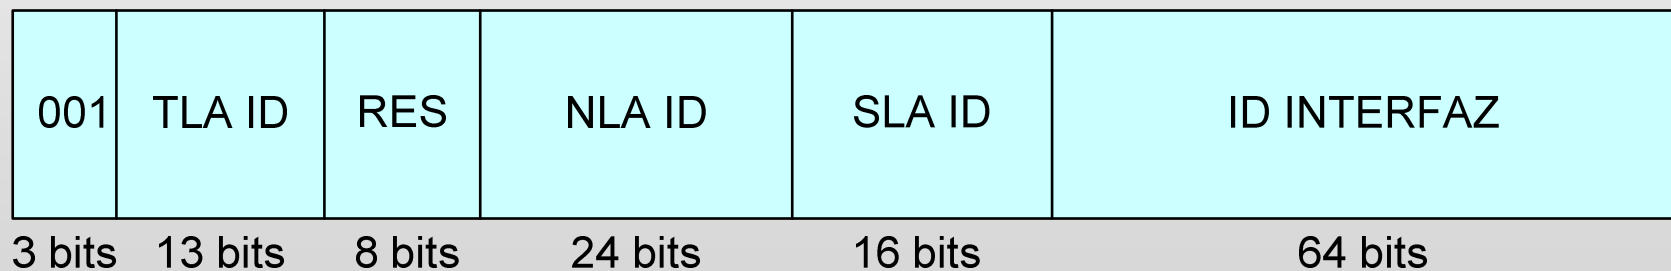 001 TLA ID RES NLA ID SLA ID ID INTERFAZ
3 bits 13 bits 8 bits 24 bits 16 bits 64 bits